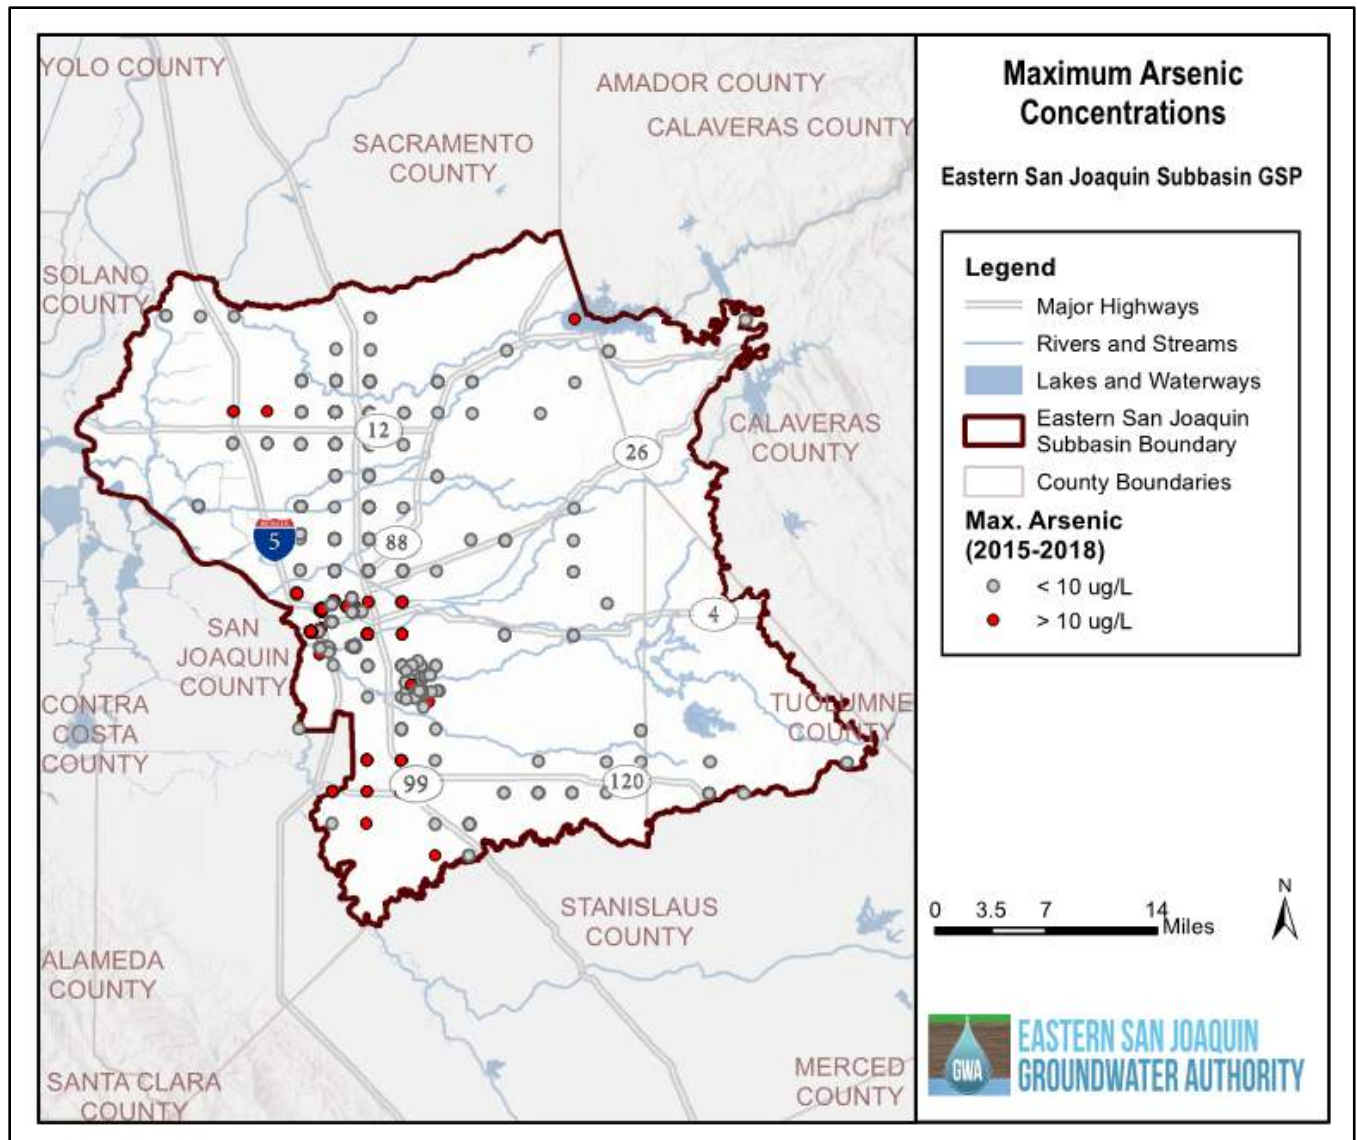 YOLO COUNTY
AMADOR COUNTY
CALAVERAS COUNTY
SACRAMENTO
COUNTY
SOLANO
COUNTY
CALAVERAS
COUNTY
12
26
5
88
4
SAN
JOAQUIN
COUNTY
CONTRA
COSTA
COUNTY
TUOLUMNE
COUNTY
99
120
STANISLAUS
COUNTY
ALAMEDA
COUNTY
SANTA CLARA
COUNTY
MERCED
COUNTY
Maximum Arsenic
Concentrations
Eastern San Joaquin Subbasin GSP
Legend
Major Highways
Rivers and Streams
Lakes and Waterways
Eastern San Joaquin
Subbasin Boundary
County Boundaries
Max. Arsenic
(2015-2018)
< 10 ug/L
> 10 ug/L
N
0 3.5 7 14
Miles
GWA
EASTERN SAN JOAQUIN
GROUNDWATER AUTHORITY